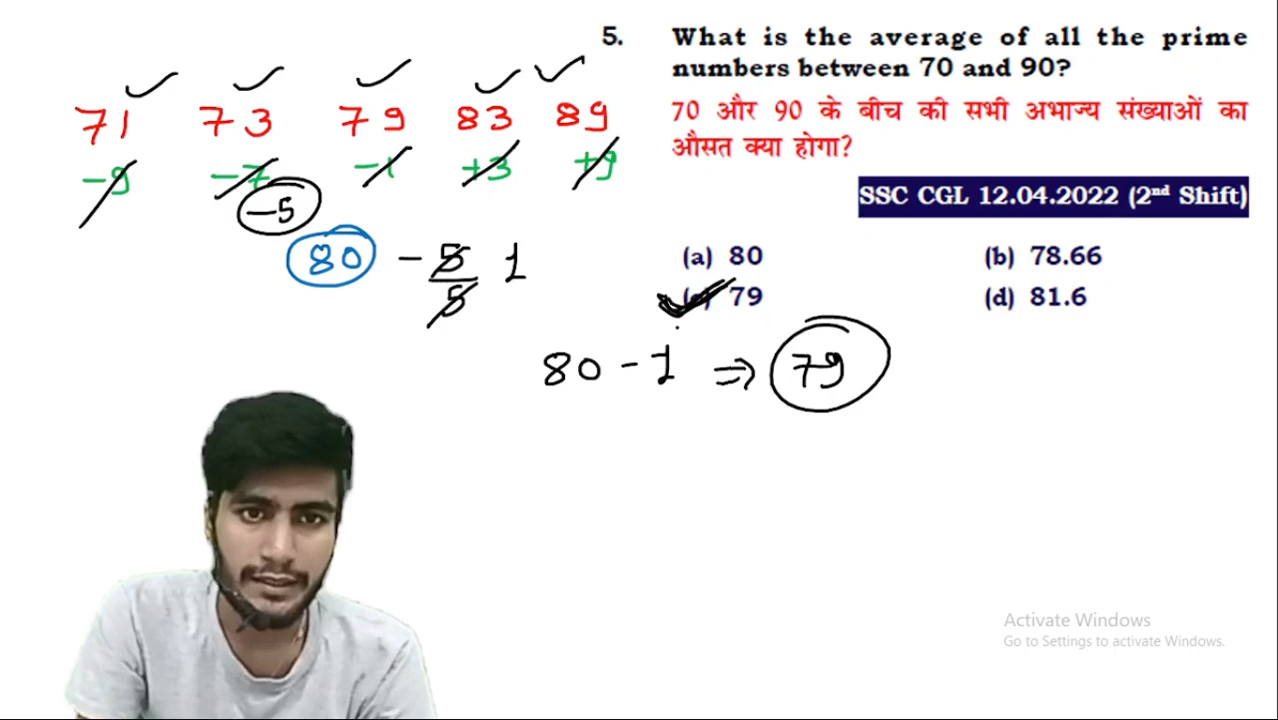 5. What is the average of all the prime
numbers between 70 and 90?
70 और 90 के बीच की सभी अभाज्य संख्याओं का
औसत क्या होगा?
SSC CGL 12.04.2022 (2nd Shift)
(a) 80 (b) 78.66
(c) 79 (d) 81.6
71 73 79 83 89
-9 -7 -1 +3 +9
-5
80 - 5/5 1
80 - 1 ⇒ 79
Activate Windows
Go to Settings to activate Windows.